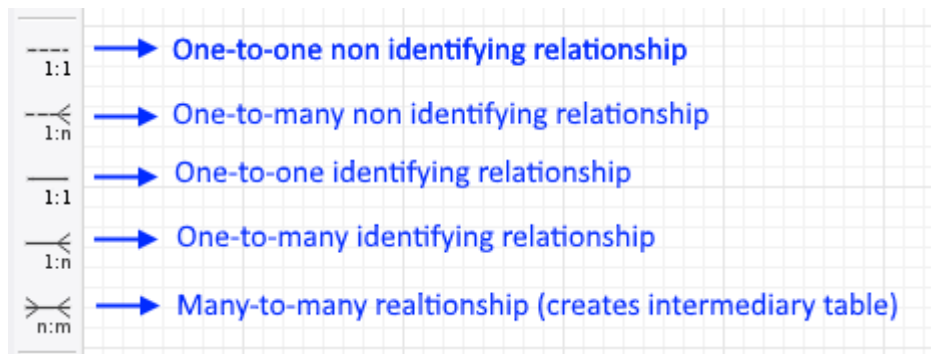 1:1 One-to-one non identifying relationship
1:n One-to-many non identifying relationship
1:1 One-to-one identifying relationship
1:n One-to-many identifying relationship
n:m Many-to-many realtionship (creates intermediary table)